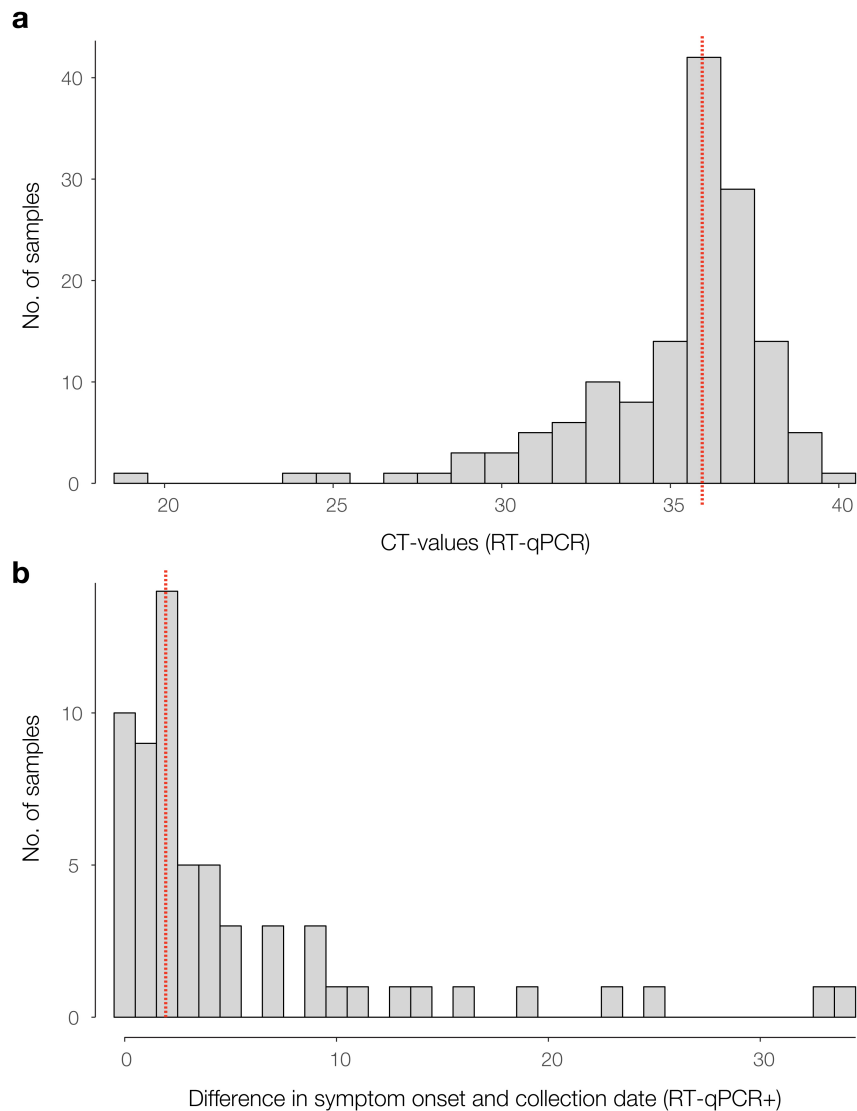 a
40
30
20
10
0
No. of samples
20 25 30 35 40
CT-values (RT-qPCR)
b
10
5
0
No. of samples
0 10 20 30
Difference in symptom onset and collection date (RT-qPCR+)